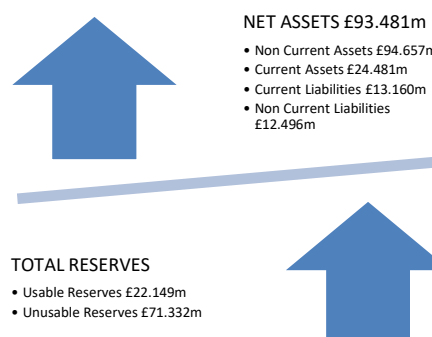 NET ASSETS £93.481m
• Non Current Assets £94.657m
• Current Assets £24.481m
• Current Liabilities £13.160m
• Non Current Liabilities
£12.496m
TOTAL RESERVES
• Usable Reserves £22.149m
• Unusable Reserves £71.332m